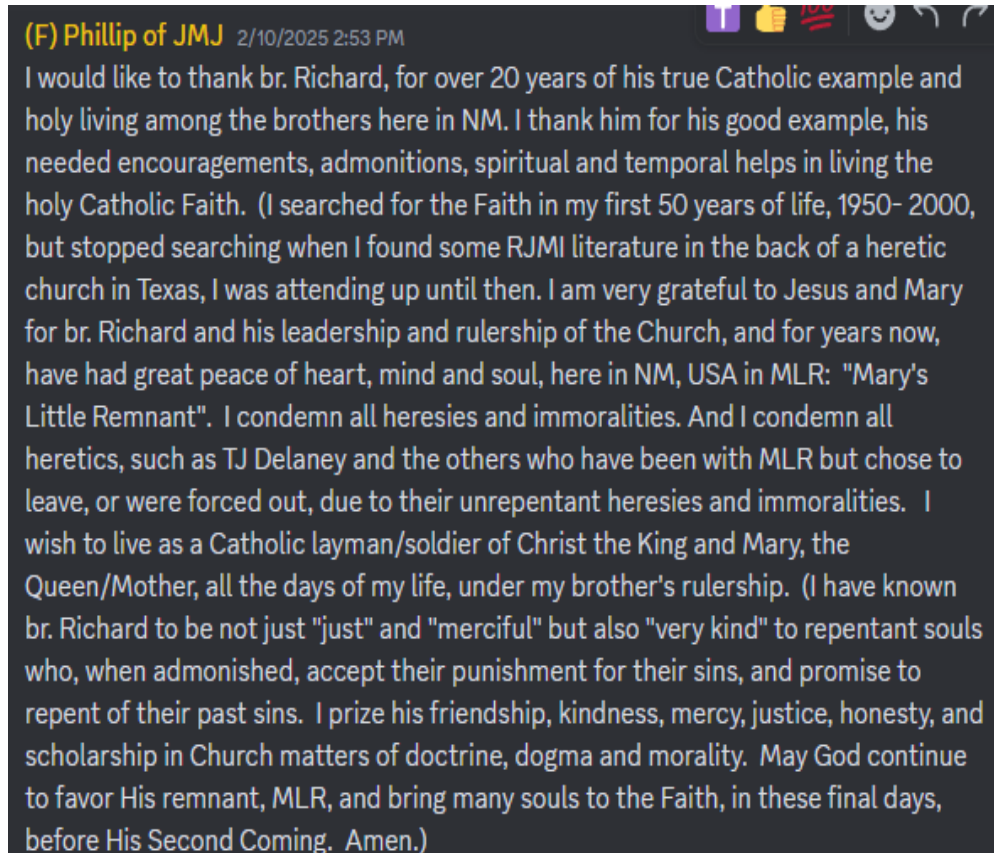 (F) Phillip of JMJ 2/10/2025 2:53 PM
I would like to thank br. Richard, for over 20 years of his true Catholic example and
holy living among the brothers here in NM. I thank him for his good example, his
needed encouragements, admonitions, spiritual and temporal helps in living the
holy Catholic Faith.  (I searched for the Faith in my first 50 years of life, 1950- 2000,
but stopped searching when I found some RJMI literature in the back of a heretic
church in Texas, I was attending up until then. I am very grateful to Jesus and Mary
for br. Richard and his leadership and rulership of the Church, and for years now,
have had great peace of heart, mind and soul, here in NM, USA in MLR:  "Mary's
Little Remnant".  I condemn all heresies and immoralities. And I condemn all
heretics, such as TJ Delaney and the others who have been with MLR but chose to
leave, or were forced out, due to their unrepentant heresies and immoralities.   I
wish to live as a Catholic layman/soldier of Christ the King and Mary, the
Queen/Mother, all the days of my life, under my brother's rulership.  (I have known
br. Richard to be not just "just" and "merciful" but also "very kind" to repentant souls
who, when admonished, accept their punishment for their sins, and promise to
repent of their past sins.  I prize his friendship, kindness, mercy, justice, honesty, and
scholarship in Church matters of doctrine, dogma and morality.  May God continue
to favor His remnant, MLR, and bring many souls to the Faith, in these final days,
before His Second Coming.  Amen.)